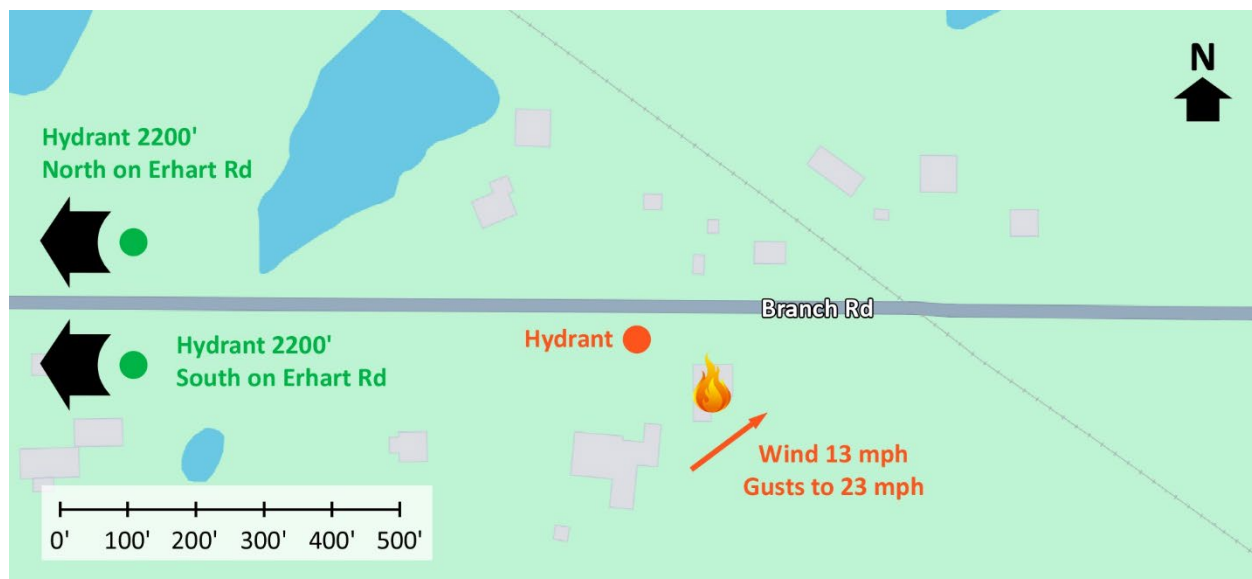 N
Hydrant 2200'
North on Erhart Rd
Branch Rd
Hydrant
Hydrant 2200'
South on Erhart Rd
Wind 13 mph
Gusts to 23 mph
0' 100' 200' 300' 400' 500'